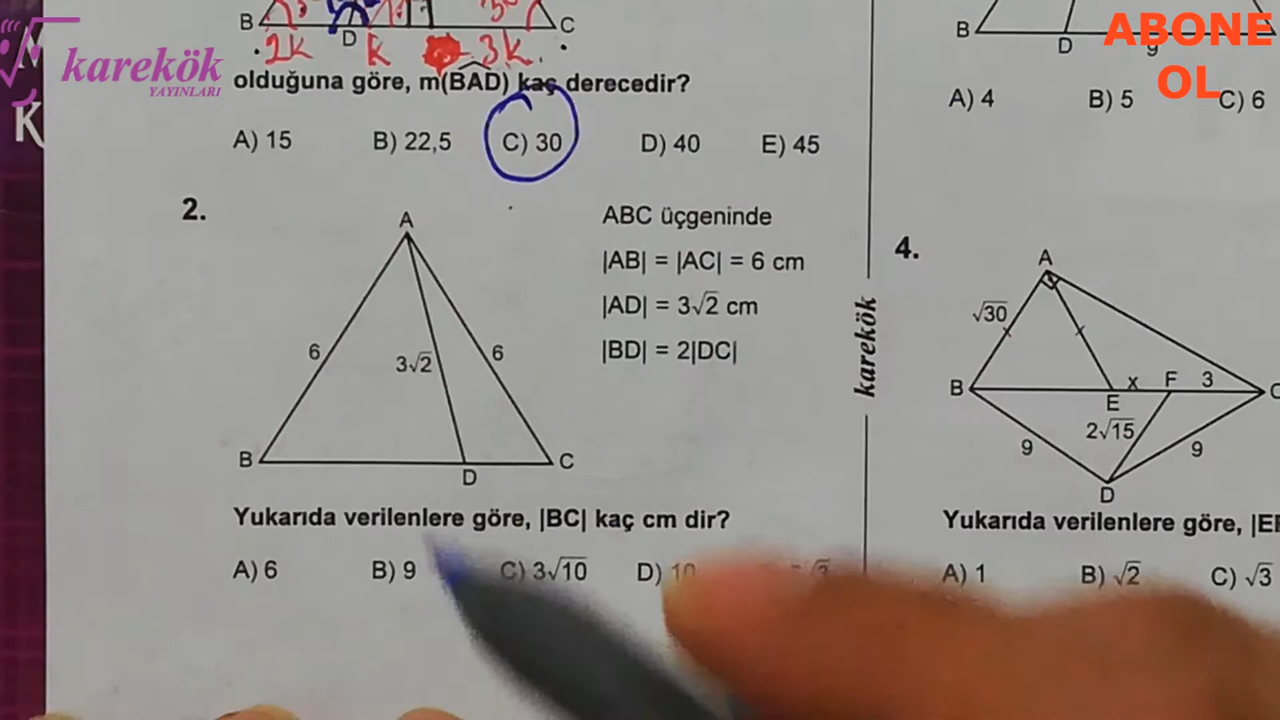 B
D
C
2k
k
3k
karekök
YAYINLARI
olduğuna göre, m(BAD) kaç derecedir?
A) 15 B) 22,5 C) 30 D) 40 E) 45
2.
A
6
3√2
6
B
D
C
ABC üçgeninde
|AB| = |AC| = 6 cm
|AD| = 3√2 cm
|BD| = 2|DC|
Yukarıda verilenlere göre, |BC| kaç cm dir?
A) 6 B) 9 C) 3√10 D) 10
karekök
ABONE
OL
B
D
9
A) 4 B) 5 C) 6
4.
A
√30
B
E
x
F
3
C
2√15
9
9
D
Yukarıda verilenlere göre,
A) 1 B) √2 C) √3